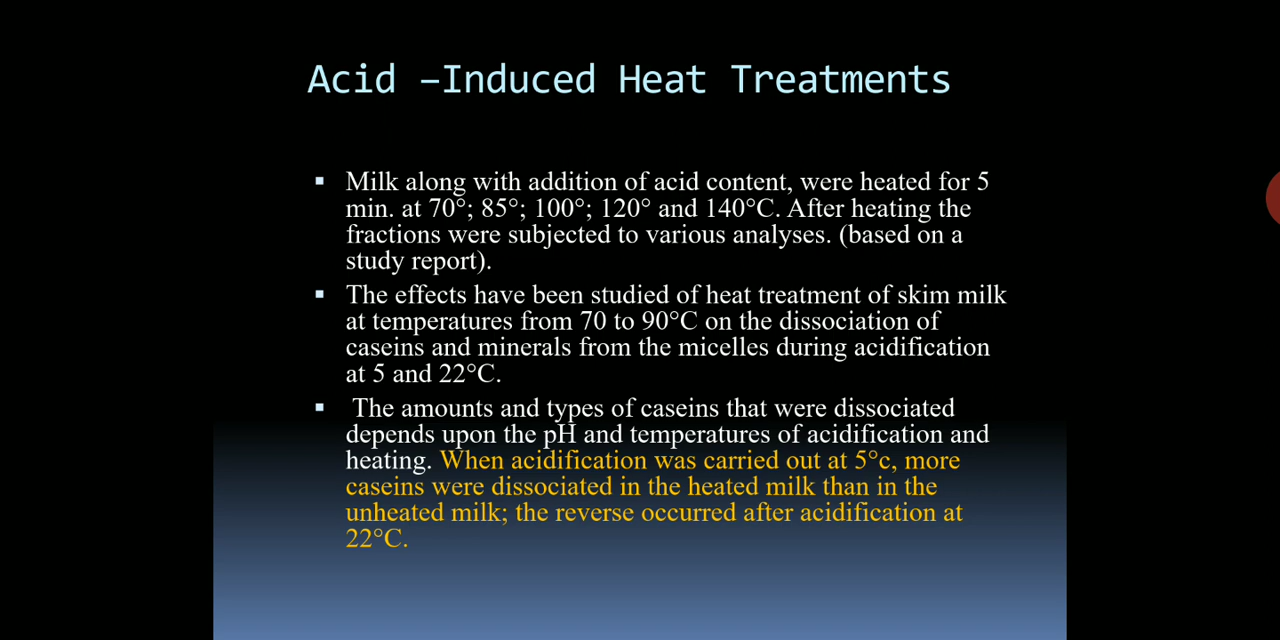 Acid –Induced Heat Treatments
▪ Milk along with addition of acid content, were heated for 5
min. at 70°; 85°; 100°; 120° and 140°C. After heating the
fractions were subjected to various analyses. (based on a
study report).
▪ The effects have been studied of heat treatment of skim milk
at temperatures from 70 to 90°C on the dissociation of
caseins and minerals from the micelles during acidification
at 5 and 22°C.
▪ The amounts and types of caseins that were dissociated
depends upon the pH and temperatures of acidification and
heating. When acidification was carried out at 5°c, more
caseins were dissociated in the heated milk than in the
unheated milk; the reverse occurred after acidification at
22°C.